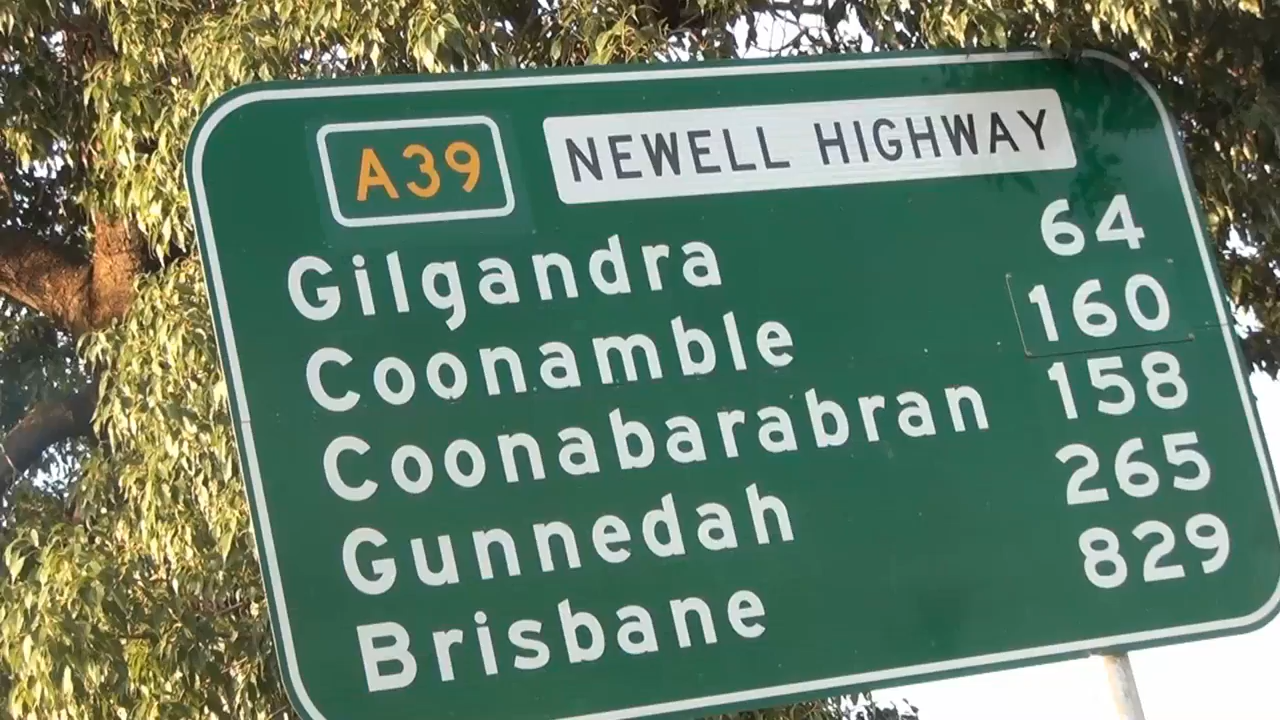 A39 NEWELL HIGHWAY
Gilgandra 64
Coonamble 160
Coonabarabran 158
Gunnedah 265
Brisbane 829